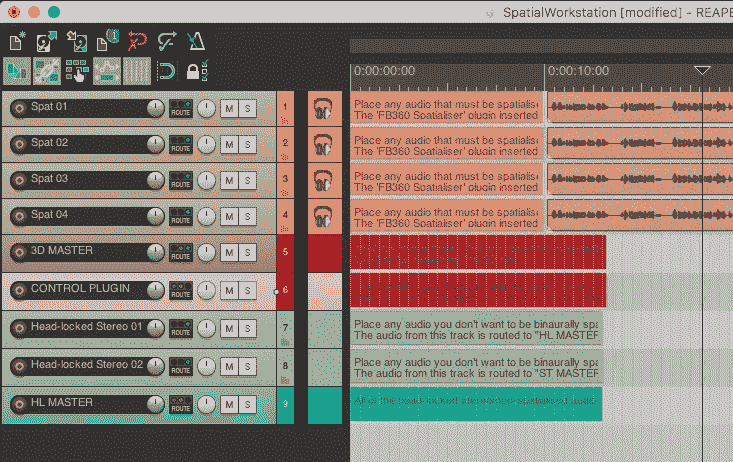 SpatialWorkstation [modified] - REAPE
0:00:00:00
0:00:10:00
Spat 01
ROUTE
M
S
1
Place any audio that must be spatialise
The 'FB360 Spatialiser' plugin inserted
Spat 02
ROUTE
M
S
2
Place any audio that must be spatialise
The 'FB360 Spatialiser' plugin inserted
Spat 03
ROUTE
M
S
3
Place any audio that must be spatialise
The 'FB360 Spatialiser' plugin inserted
Spat 04
ROUTE
M
S
4
Place any audio that must be spatialise
The 'FB360 Spatialiser' plugin inserted
3D MASTER
ROUTE
M
S
5
CONTROL PLUGIN
ROUTE
M
S
6
Head-locked Stereo 01
ROUTE
M
S
7
Place any audio you don't want to be binaurally spa
The audio from this track is routed to "HL MASTER
Head-locked Stereo 02
ROUTE
M
S
8
Place any audio you don't want to be binaurally spa
The audio from this track is routed to "ST MASTER
HL MASTER
ROUTE
M
S
9